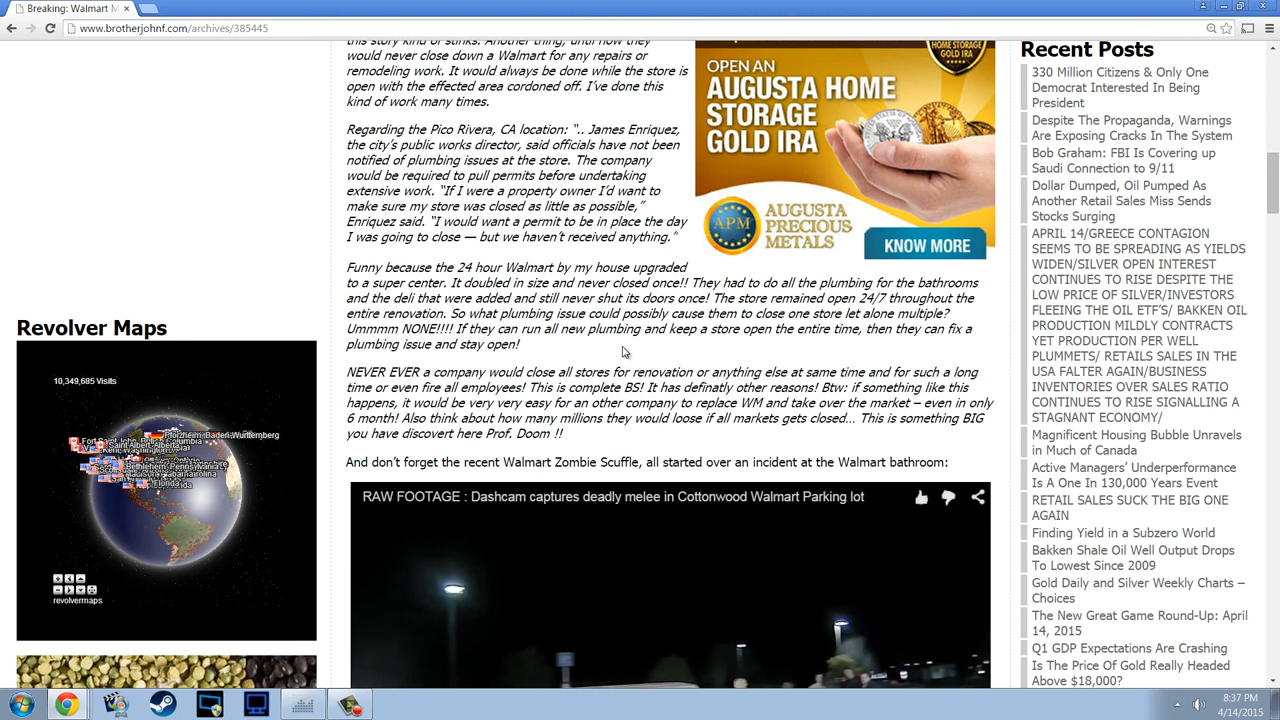 Breaking: Walmart M
www.brotherjohnf.com/archives/385445
would never close down a Walmart for any repairs or
remodeling work. It would always be done while the store is
open with the effected area cordoned off. I've done this
kind of work many times.
Regarding the Pico Rivera, CA location: ".. James Enriquez,
the city's public works director, said officials have not been
notified of plumbing issues at the store. The company
would be required to pull permits before undertaking
extensive work. "If I were a property owner I'd want to
make sure my store was closed as little as possible,"
Enriquez said. "I would want a permit to be in place the day
I was going to close — but we haven't received anything."
Funny because the 24 hour Walmart by my house upgraded
to a super center. It doubled in size and never closed once!! They had to do all the plumbing for the bathrooms
and the deli that were added and still never shut its doors once! The store remained open 24/7 throughout the
entire renovation. So what plumbing issue could possibly cause them to close one store let alone multiple?
Ummmm NONE!!!! If they can run all new plumbing and keep a store open the entire time, then they can fix a
plumbing issue and stay open!
NEVER EVER a company would close all stores for renovation or anything else at same time and for such a long
time or even fire all employees! This is complete BS! It has definatly other reasons! Btw: if something like this
happens, it would be very very easy for an other company to replace WM and take over the market – even in only
6 month! Also think about how many millions they would loose if all markets gets closed… This is something BIG
you have discovert here Prof. Doom !!
And don't forget the recent Walmart Zombie Scuffle, all started over an incident at the Walmart bathroom:
RAW FOOTAGE : Dashcam captures deadly melee in Cottonwood Walmart Parking lot
HOME STORAGE
GOLD IRA
OPEN AN
AUGUSTA HOME
STORAGE
GOLD IRA
APM
AUGUSTA
PRECIOUS
METALS
KNOW MORE
Revolver Maps
10,349,685 Visits
revolvermaps
Recent Posts
330 Million Citizens & Only One
Democrat Interested In Being
President
Despite The Propaganda, Warnings
Are Exposing Cracks In The System
Bob Graham: FBI Is Covering up
Saudi Connection to 9/11
Dollar Dumped, Oil Pumped As
Another Retail Sales Miss Sends
Stocks Surging
APRIL 14/GREECE CONTAGION
SEEMS TO BE SPREADING AS YIELDS
WIDEN/SILVER OPEN INTEREST
CONTINUES TO RISE DESPITE THE
LOW PRICE OF SILVER/INVESTORS
FLEEING THE OIL ETF'S/ BAKKEN OIL
PRODUCTION MILDLY CONTRACTS
YET PRODUCTION PER WELL
PLUMMETS/ RETAILS SALES IN THE
USA FALTER AGAIN/BUSINESS
INVENTORIES OVER SALES RATIO
CONTINUES TO RISE SIGNALLING A
STAGNANT ECONOMY/
Magnificent Housing Bubble Unravels
in Much of Canada
Active Managers' Underperformance
Is A One In 130,000 Years Event
RETAIL SALES SUCK THE BIG ONE
AGAIN
Finding Yield in a Subzero World
Bakken Shale Oil Well Output Drops
To Lowest Since 2009
Gold Daily and Silver Weekly Charts –
Choices
The New Great Game Round-Up: April
14, 2015
Q1 GDP Expectations Are Crashing
Is The Price Of Gold Really Headed
Above $18,000?
8:37 PM
4/14/2015